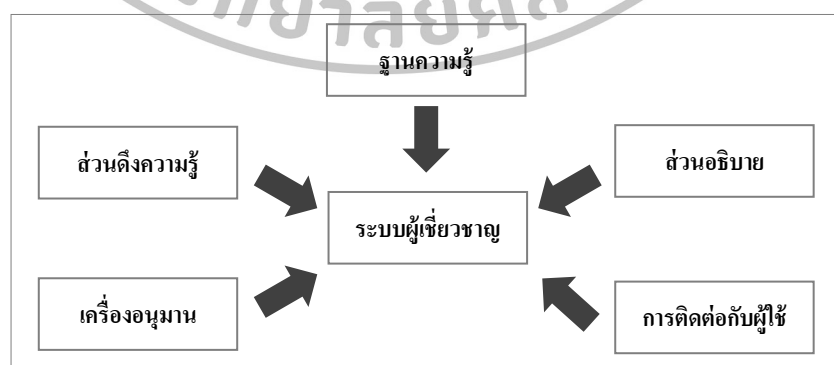 ฐานความรู้
ส่วนดึงความรู้
ส่วนอธิบาย
ระบบผู้เชี่ยวชาญ
เครื่องอนุมาน
การติดต่อกับผู้ใช้